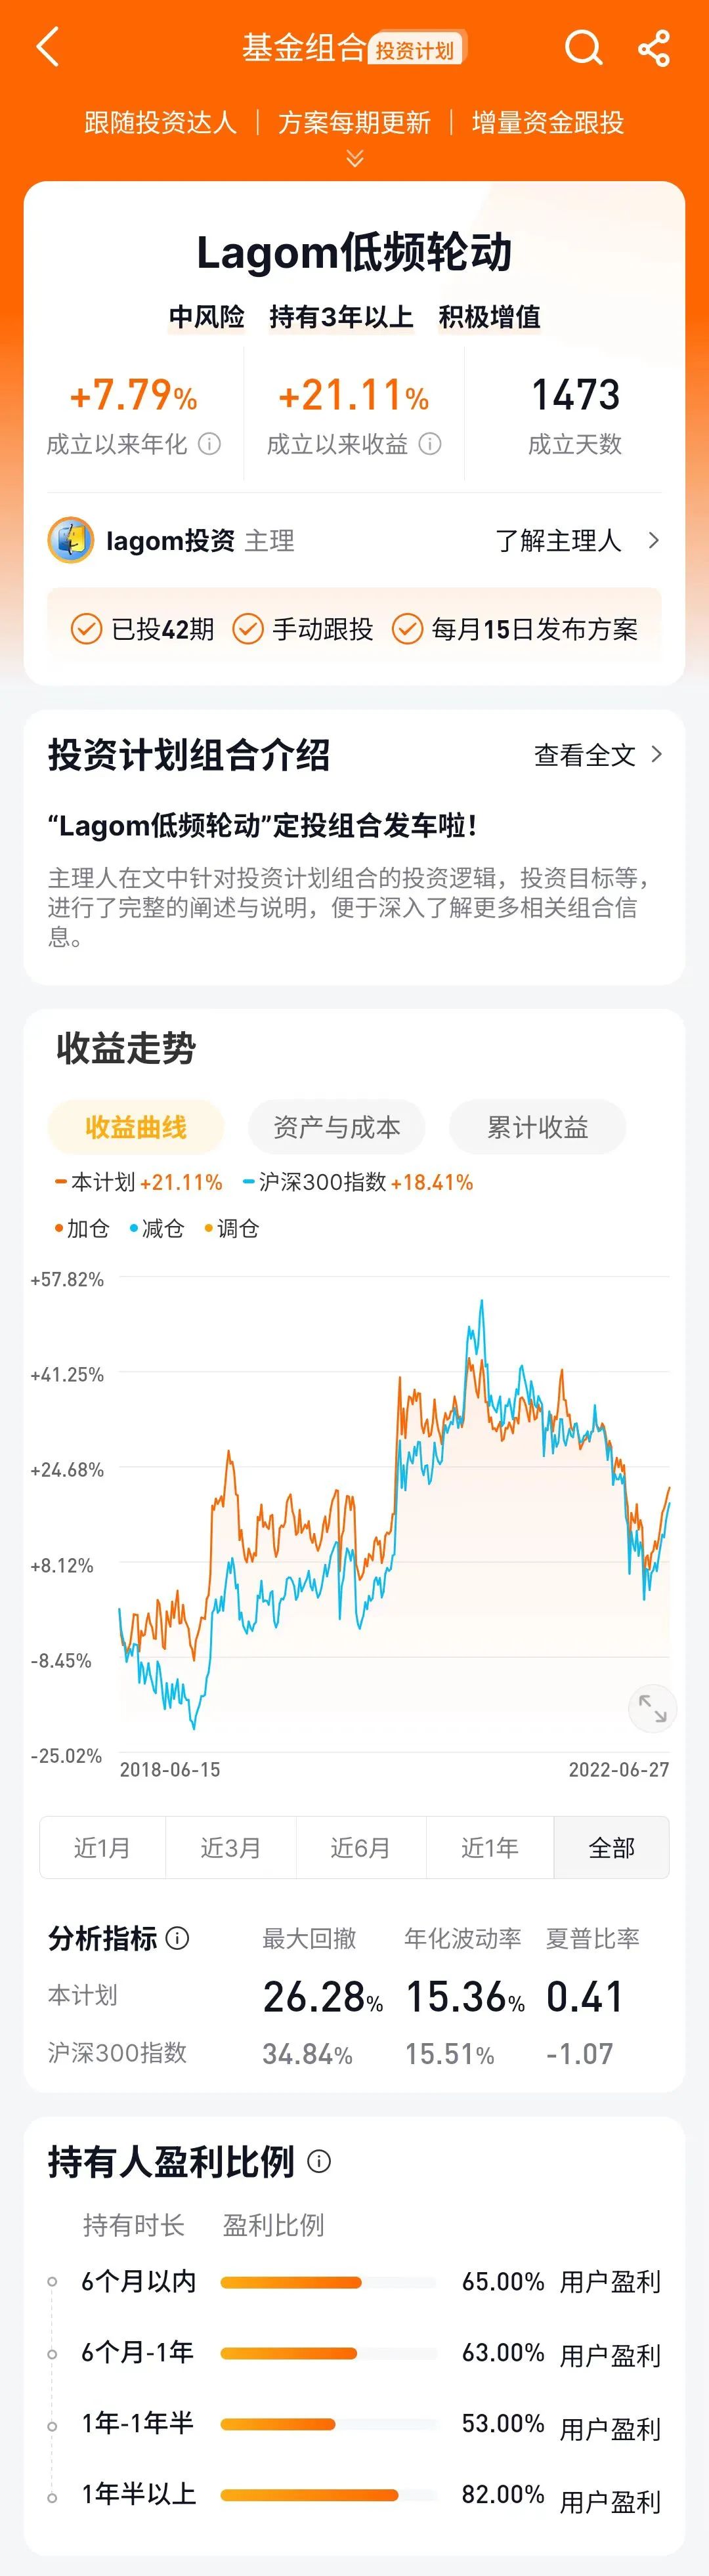 基金组合 投资计划
跟随投资达人 | 方案每期更新 | 增量资金跟投
Lagom低频轮动
中风险 持有3年以上 积极增值
+7.79% +21.11% 1473
成立以来年化 成立以来收益 成立天数
lagom投资 主理 了解主理人
已投42期 手动跟投 每月15日发布方案
投资计划组合介绍 查看全文
“Lagom低频轮动”定投组合发车啦！
主理人在文中针对投资计划组合的投资逻辑，投资目标等，
进行了完整的阐述与说明，便于深入了解更多相关组合信
息。
收益走势
收益曲线 资产与成本 累计收益
本计划 +21.11% 沪深300指数 +18.41%
加仓 减仓 调仓
+57.82%
+41.25%
+24.68%
+8.12%
-8.45%
-25.02%
2018-06-15 2022-06-27
近1月 近3月 近6月 近1年 全部
分析指标 最大回撤 年化波动率 夏普比率
本计划 26.28% 15.36% 0.41
沪深300指数 34.84% 15.51% -1.07
持有人盈利比例
持有时长 盈利比例
6个月以内 65.00% 用户盈利
6个月-1年 63.00% 用户盈利
1年-1年半 53.00% 用户盈利
1年半以上 82.00% 用户盈利